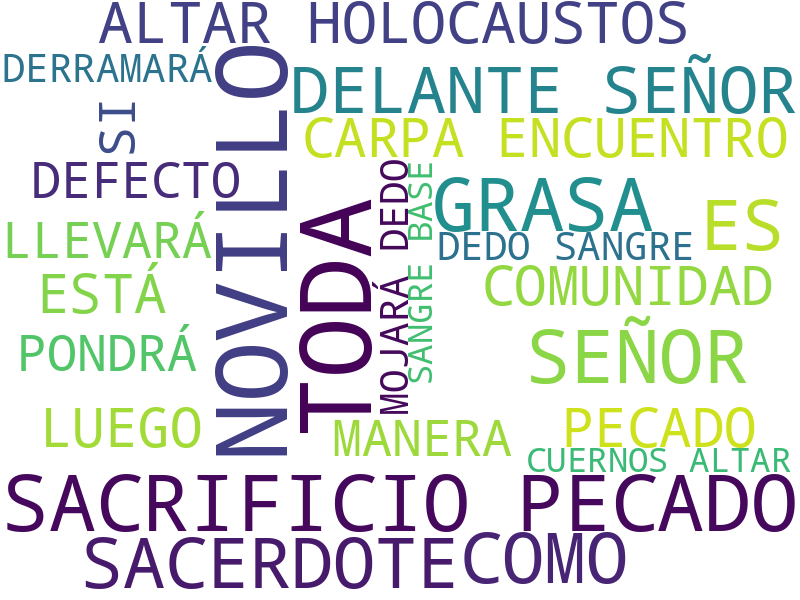 ALTAR HOLOCAUSTOS
DERRAMARÁ
DELANTE SEÑOR
SI
NOVILLO
CARPA ENCUENTRO
DEFECTO
TODA
MOJARÁ DEDO
SANGRE BASE
GRASA
ES
LLEVARÁ
DEDO SANGRE
ESTÁ
COMUNIDAD
PONDRÁ
SEÑOR
LUEGO
MANERA
PECADO
CUERNOS ALTAR
SACRIFICIO PECADO
SACERDOTE
COMO